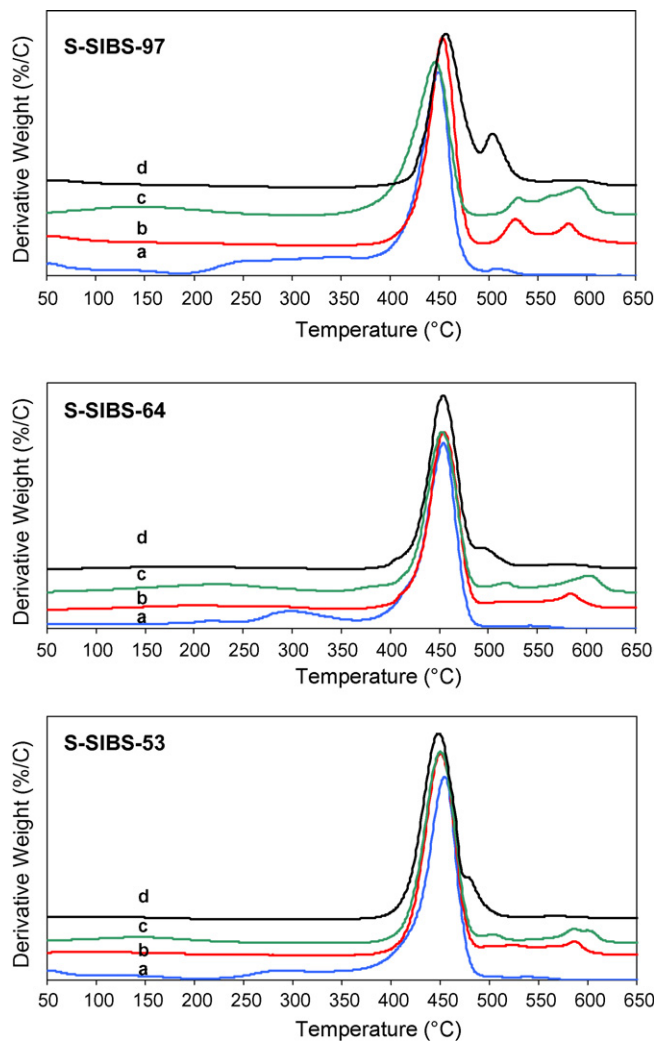 S-SIBS-97
Derivative Weight (%/C)
d
c
b
a
50 100 150 200 250 300 350 400 450 500 550 600 650
Temperature (°C)
S-SIBS-64
Derivative Weight (%/C)
d
c
b
a
50 100 150 200 250 300 350 400 450 500 550 600 650
Temperature (°C)
S-SIBS-53
Derivative Weight (%/C)
d
c
b
a
50 100 150 200 250 300 350 400 450 500 550 600 650
Temperature (°C)